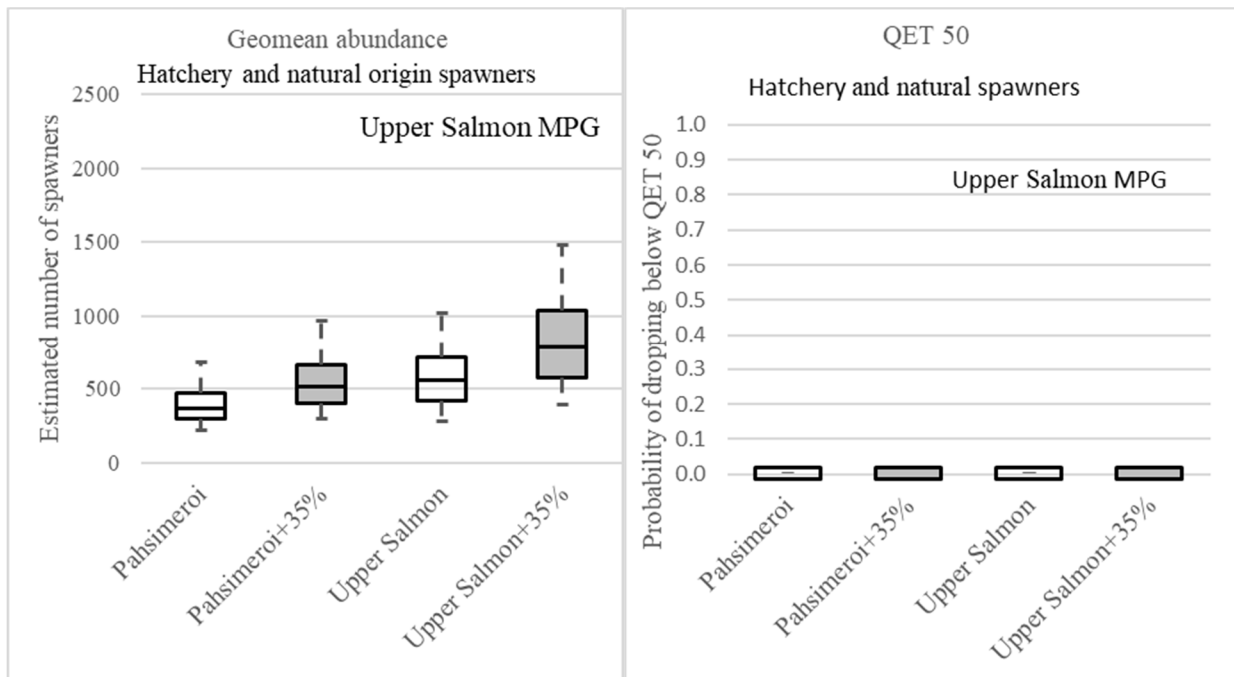 Geomean abundance
Hatchery and natural origin spawners
Upper Salmon MPG
Estimated number of spawners
2500
2000
1500
1000
500
0
Pahsimeroi
Pahsimeroi+35%
Upper Salmon
Upper Salmon+35%
QET 50
Hatchery and natural spawners
Upper Salmon MPG
Probability of dropping below QET 50
1.0
0.9
0.8
0.7
0.6
0.5
0.4
0.3
0.2
0.1
0.0
Pahsimeroi
Pahsimeroi+35%
Upper Salmon
Upper Salmon+35%